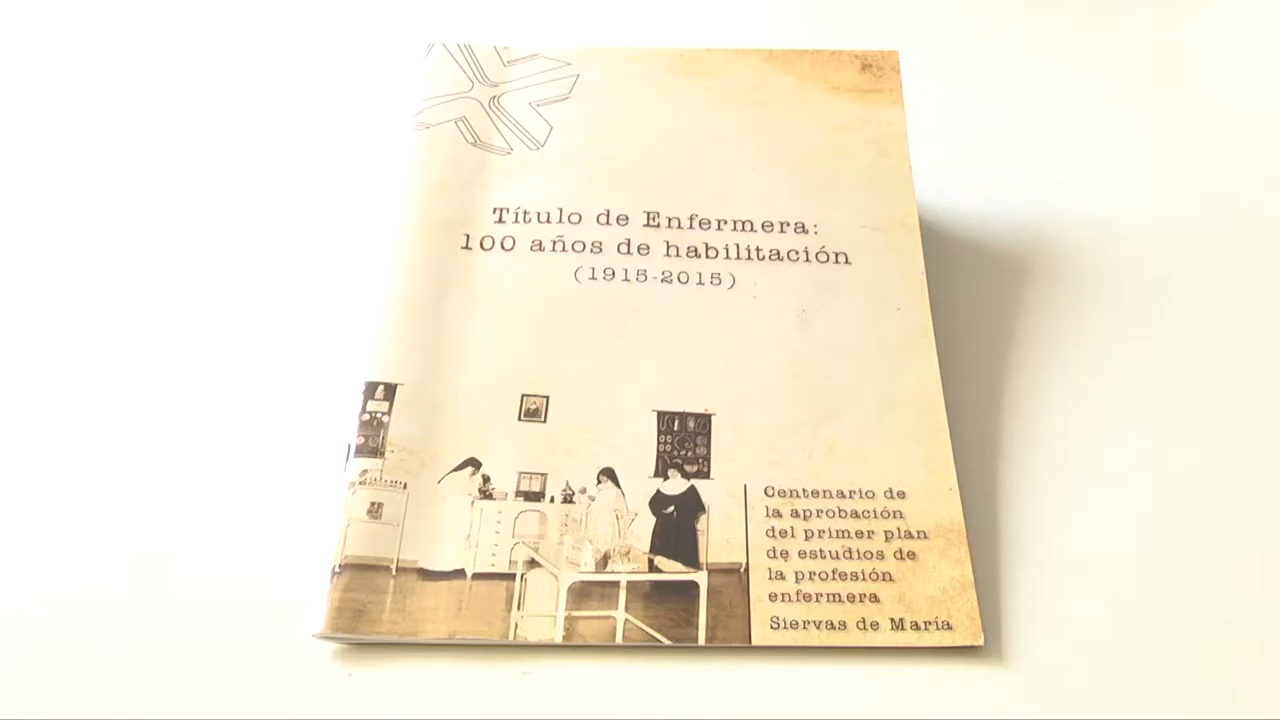 Título de Enfermera:
100 años de habilitación
(1915-2015)
Centenario de
la aprobación
del primer plan
de estudios de
la profesión
enfermera
Siervas de María